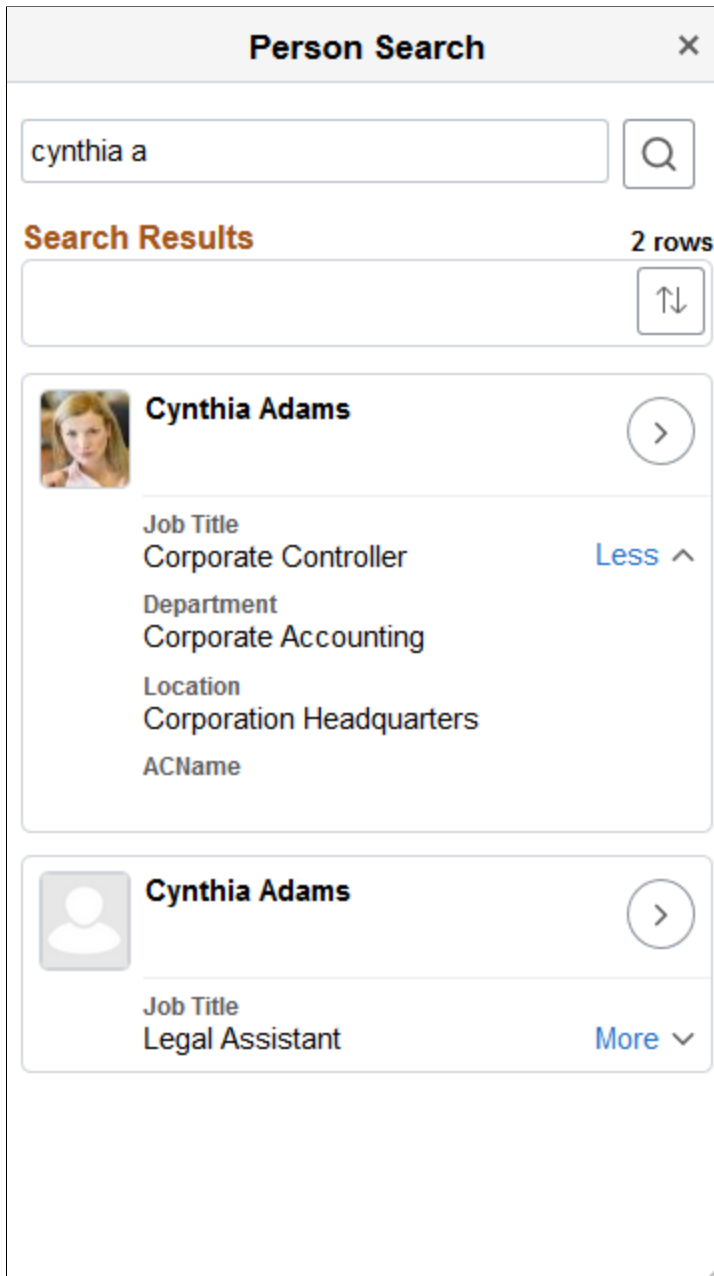 Person Search
cynthia a
Search Results
2 rows
Cynthia Adams
Job Title
Corporate Controller
Less
Department
Corporate Accounting
Location
Corporation Headquarters
ACName
Cynthia Adams
Job Title
Legal Assistant
More